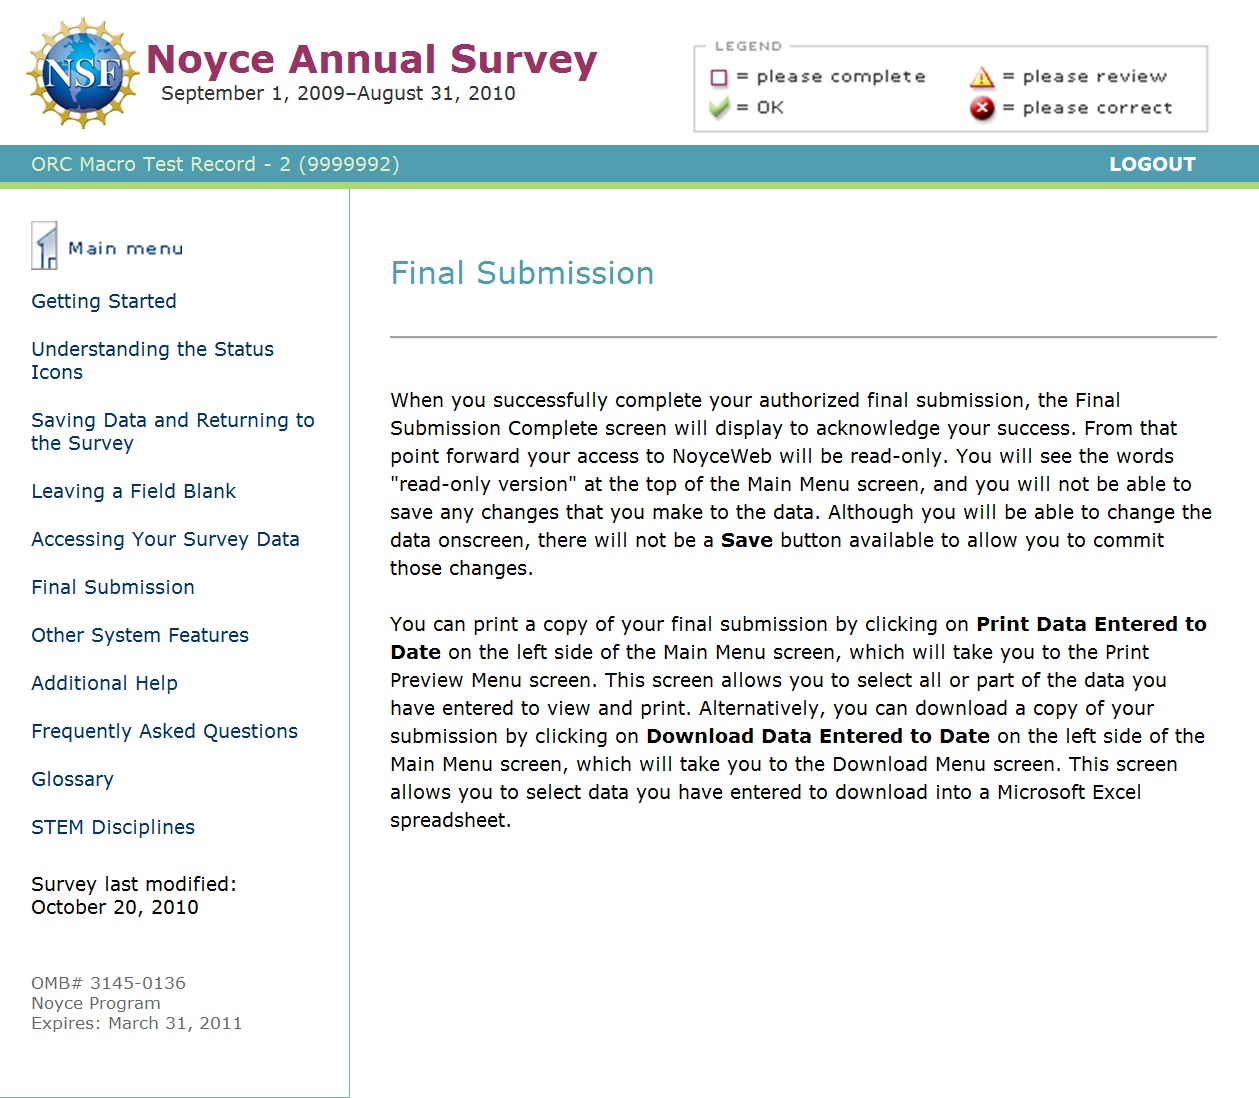 NSF
Noyce Annual Survey
September 1, 2009–August 31, 2010
LEGEND
= please complete
= please review
= OK
= please correct
ORC Macro Test Record - 2 (9999992)
LOGOUT
Main menu
Getting Started
Understanding the Status
Icons
Saving Data and Returning to
the Survey
Leaving a Field Blank
Accessing Your Survey Data
Final Submission
Other System Features
Additional Help
Frequently Asked Questions
Glossary
STEM Disciplines
Survey last modified:
October 20, 2010
OMB# 3145-0136
Noyce Program
Expires: March 31, 2011
Final Submission
When you successfully complete your authorized final submission, the Final
Submission Complete screen will display to acknowledge your success. From that
point forward your access to NoyceWeb will be read-only. You will see the words
"read-only version" at the top of the Main Menu screen, and you will not be able to
save any changes that you make to the data. Although you will be able to change the
data onscreen, there will not be a Save button available to allow you to commit
those changes.
You can print a copy of your final submission by clicking on Print Data Entered to
Date on the left side of the Main Menu screen, which will take you to the Print
Preview Menu screen. This screen allows you to select all or part of the data you
have entered to view and print. Alternatively, you can download a copy of your
submission by clicking on Download Data Entered to Date on the left side of the
Main Menu screen, which will take you to the Download Menu screen. This screen
allows you to select data you have entered to download into a Microsoft Excel
spreadsheet.